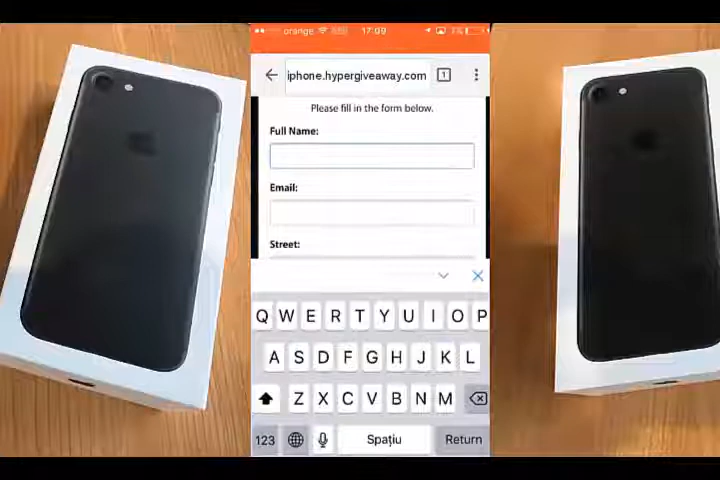 orange 17:09
iphone.hypergiveaway.com 1
Please fill in the form below.
Full Name:
Email:
Street:
Q W E R T Y U I O P
A S D F G H J K L
Z X C V B N M
123 Spațiu Return